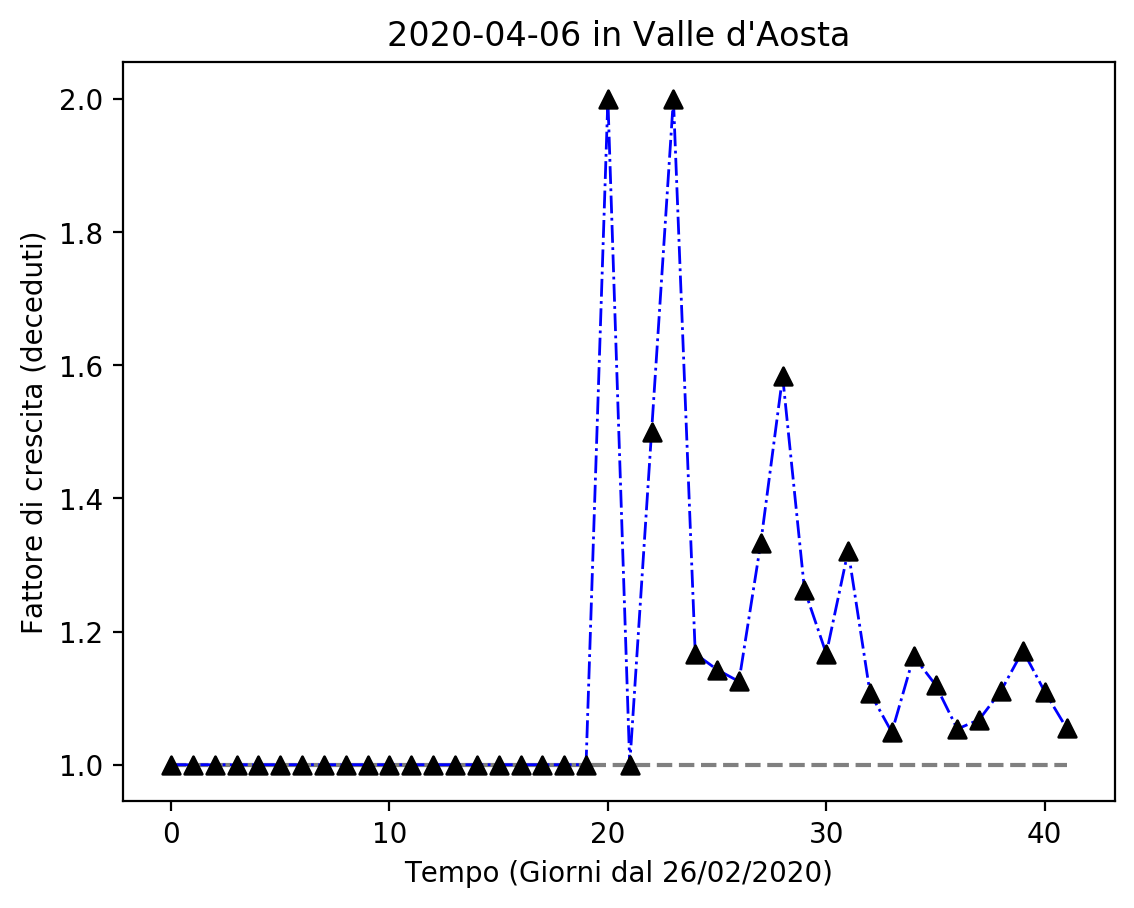 2020-04-06 in Valle d'Aosta
Fattore di crescita (deceduti)
2.0
1.8
1.6
1.4
1.2
1.0
0 10 20 30 40
Tempo (Giorni dal 26/02/2020)